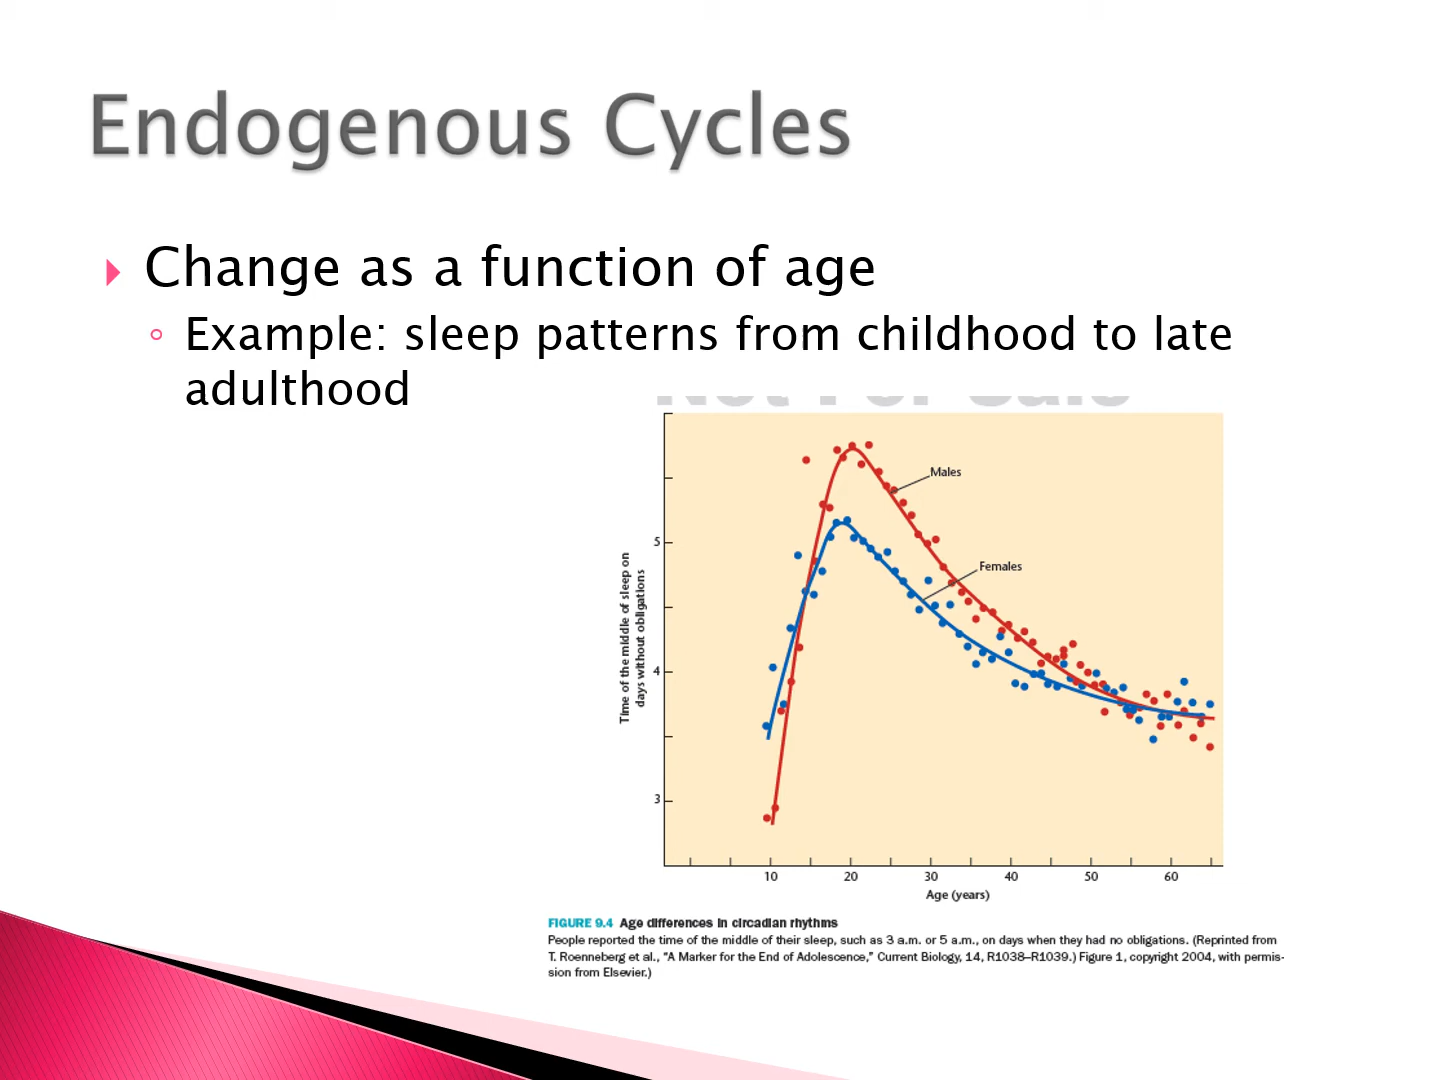 Endogenous Cycles
Change as a function of age
Example: sleep patterns from childhood to late
adulthood
Not For Sale
Males
Females
5
4
3
Time of the middle of sleep on
days without obligations
10 20 30 40 50 60
Age (years)
FIGURE 9.4 Age differences in circadian rhythms
People reported the time of the middle of their sleep, such as 3 a.m. or 5 a.m., on days when they had no obligations. (Reprinted from
T. Roenneberg et al., “A Marker for the End of Adolescence,” Current Biology, 14, R1038–R1039.) Figure 1, copyright 2004, with permis-
sion from Elsevier.)